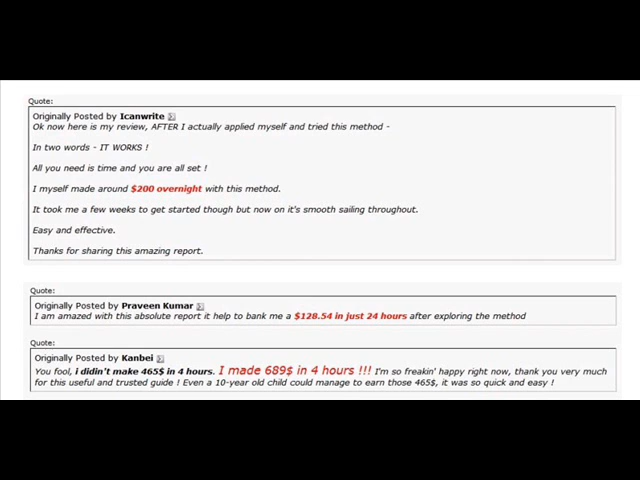 Quote:
Originally Posted by Icanwrite
Ok now here is my review, AFTER I actually applied myself and tried this method -
In two words - IT WORKS !
All you need is time and you are all set !
I myself made around $200 overnight with this method.
It took me a few weeks to get started though but now on it's smooth sailing throughout.
Easy and effective.
Thanks for sharing this amazing report.
Quote:
Originally Posted by Praveen Kumar
I am amazed with this absolute report it help to bank me a $128.54 in just 24 hours after exploring the method
Quote:
Originally Posted by Kanbei
You fool, i didin't make 465$ in 4 hours. I made 689$ in 4 hours !!! I'm so freakin' happy right now, thank you very much
for this useful and trusted guide ! Even a 10-year old child could manage to earn those 465$, it was so quick and easy !